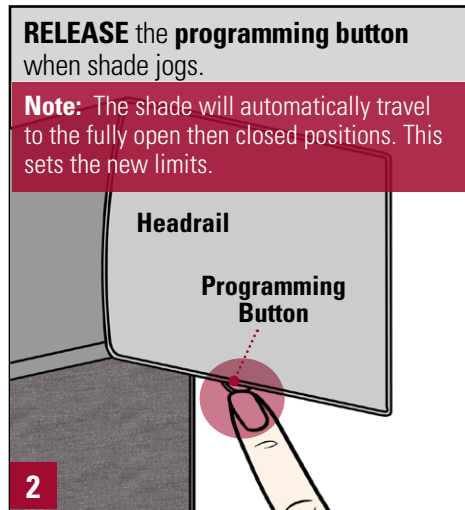 RELEASE the programming button
when shade jogs.
Note: The shade will automatically travel
to the fully open then closed positions. This
sets the new limits.
Headrail
Programming
Button
2